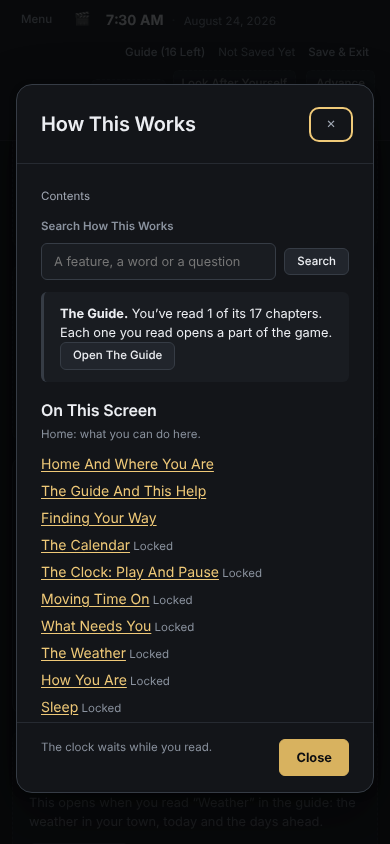 Menu 7:30 AM August 24, 2026
Guide (16 Left) Not Saved Yet Save & Exit
Look After Yourself Advance
How This Works
×
Contents
Search How This Works
A feature, a word or a question
Search
The Guide. You've read 1 of its 17 chapters.
Each one you read opens a part of the game.
Open The Guide
On This Screen
Home: what you can do here.
Home And Where You Are
The Guide And This Help
Finding Your Way
The Calendar Locked
The Clock: Play And Pause Locked
Moving Time On Locked
What Needs You Locked
The Weather Locked
How You Are Locked
Sleep Locked
The clock waits while you read.
Close
This opens when you read "Weather" in the guide: the
weather in your town, today and the days ahead.